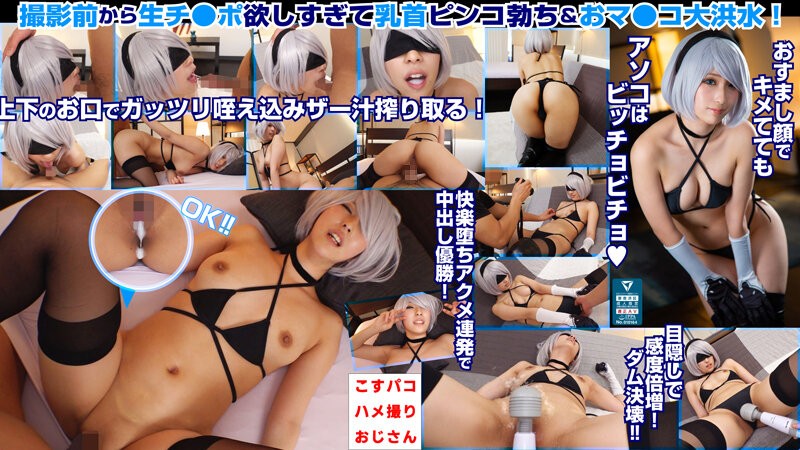 撮影前から生チ●ポ欲しすぎて乳首ピンコ勃ち&おマ●コ大洪水！
上下のお口でガッツリ咥え込みザー汁搾り取る！
おすまし顔で
キメてても
アソコは
ビッチョビチョ♥
OK!!
快楽堕ちアクメ連発で
中出し優勝！
目隠しで
感度倍増！
ダム決壊!!
こすパコ
ハメ撮り
おじさん